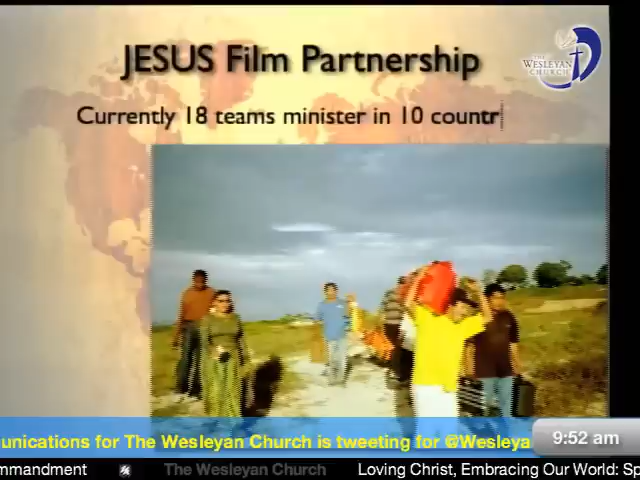 JESUS Film Partnership
THE
WESLEYAN
CHURCH
Currently 18 teams minister in 10 countr
unications for The Wesleyan Church is tweeting for @Wesleya
9:52 am
mmandment The Wesleyan Church Loving Christ, Embracing Our World: Sp